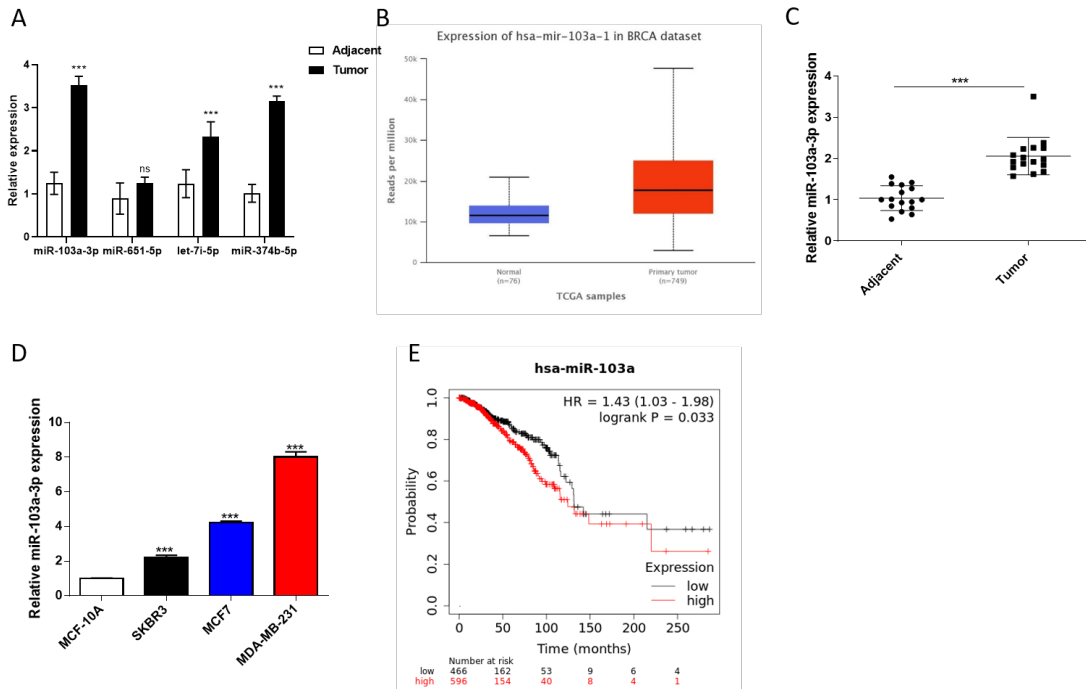 A
Adjacent
Tumor
Relative expression
4
3
2
1
0
***
ns
***
***
miR-103a-3p miR-651-5p let-7i-5p miR-374b-5p
B
Expression of hsa-mir-103a-1 in BRCA dataset
Reads per million
50k
40k
30k
20k
10k
0
Normal
(n=76)
Primary tumor
(n=749)
TCGA samples
C
Relative miR-103a-3p expression
4
3
2
1
0
***
Adjacent
Tumor
D
Relative miR-103a-3p expression
10
8
6
4
2
0
***
***
***
MCF-10A
SKBR3
MCF7
MDA-MB-231
E
hsa-miR-103a
HR = 1.43 (1.03 - 1.98)
logrank P = 0.033
Probability
1.0
0.8
0.6
0.4
0.2
0.0
Expression
low
high
0 50 100 150 200 250
Time (months)
Number at risk
low 466 162 53 9 6 4
high 596 154 40 8 4 1